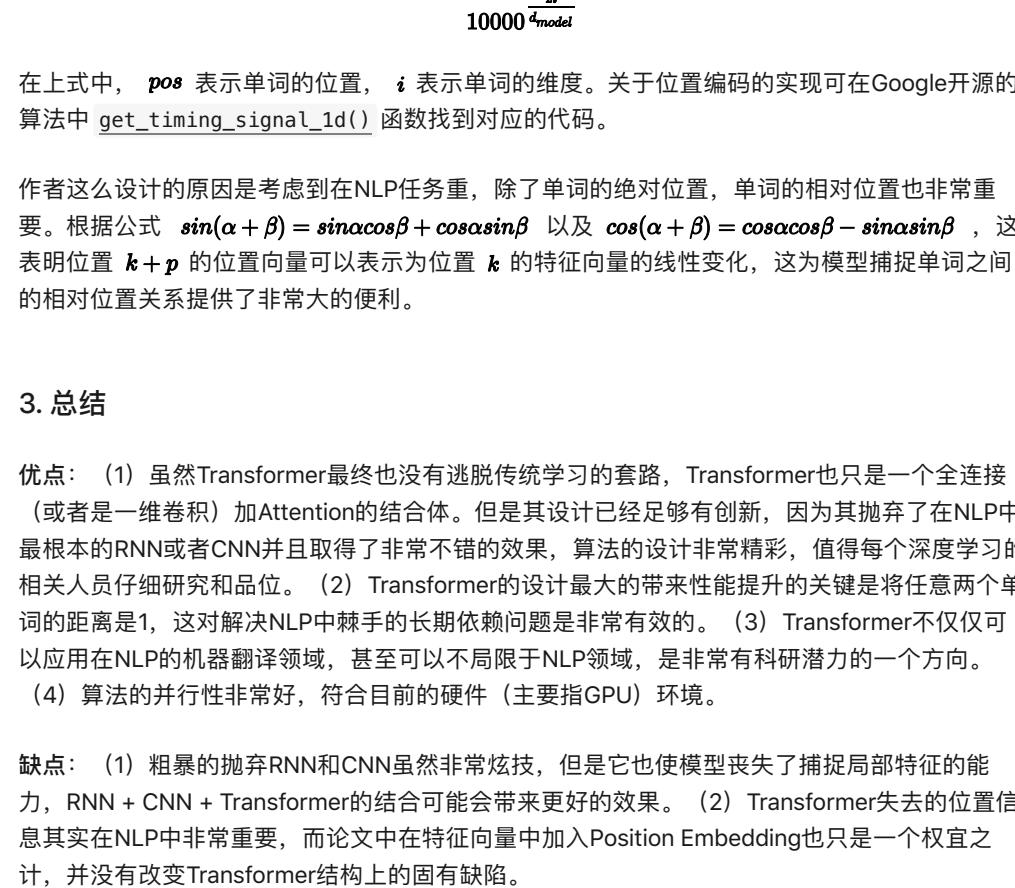 10000 d_model
在上式中， pos 表示单词的位置， i 表示单词的维度。关于位置编码的实现可在Google开源的
算法中 get_timing_signal_1d() 函数找到对应的代码。
作者这么设计的原因是考虑到在NLP任务重，除了单词的绝对位置，单词的相对位置也非常重
要。根据公式 sin(α + β) = sinαcosβ + cosαsinβ 以及 cos(α + β) = cosαcosβ − sinαsinβ ，这
表明位置 k + p 的位置向量可以表示为位置 k 的特征向量的线性变化，这为模型捕捉单词之间
的相对位置关系提供了非常大的便利。
3. 总结
优点：（1）虽然Transformer最终也没有逃脱传统学习的套路，Transformer也只是一个全连接
（或者是一维卷积）加Attention的结合体。但是其设计已经足够有创新，因为其抛弃了在NLP中
最根本的RNN或者CNN并且取得了非常不错的效果，算法的设计非常精彩，值得每个深度学习的
相关人员仔细研究和品位。（2）Transformer的设计最大的带来性能提升的关键是将任意两个单
词的距离是1，这对解决NLP中棘手的长期依赖问题是非常有效的。（3）Transformer不仅仅可
以应用在NLP的机器翻译领域，甚至可以不局限于NLP领域，是非常有科研潜力的一个方向。
（4）算法的并行性非常好，符合目前的硬件（主要指GPU）环境。
缺点：（1）粗暴的抛弃RNN和CNN虽然非常炫技，但是它也使模型丧失了捕捉局部特征的能
力，RNN + CNN + Transformer的结合可能会带来更好的效果。（2）Transformer失去的位置信
息其实在NLP中非常重要，而论文中在特征向量中加入Position Embedding也只是一个权宜之
计，并没有改变Transformer结构上的固有缺陷。